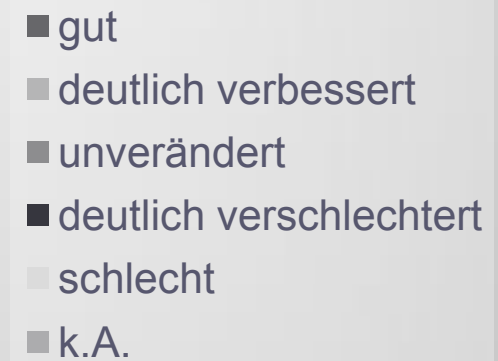 gut
deutlich verbessert
unverändert
deutlich verschlechtert
schlecht
k.A.